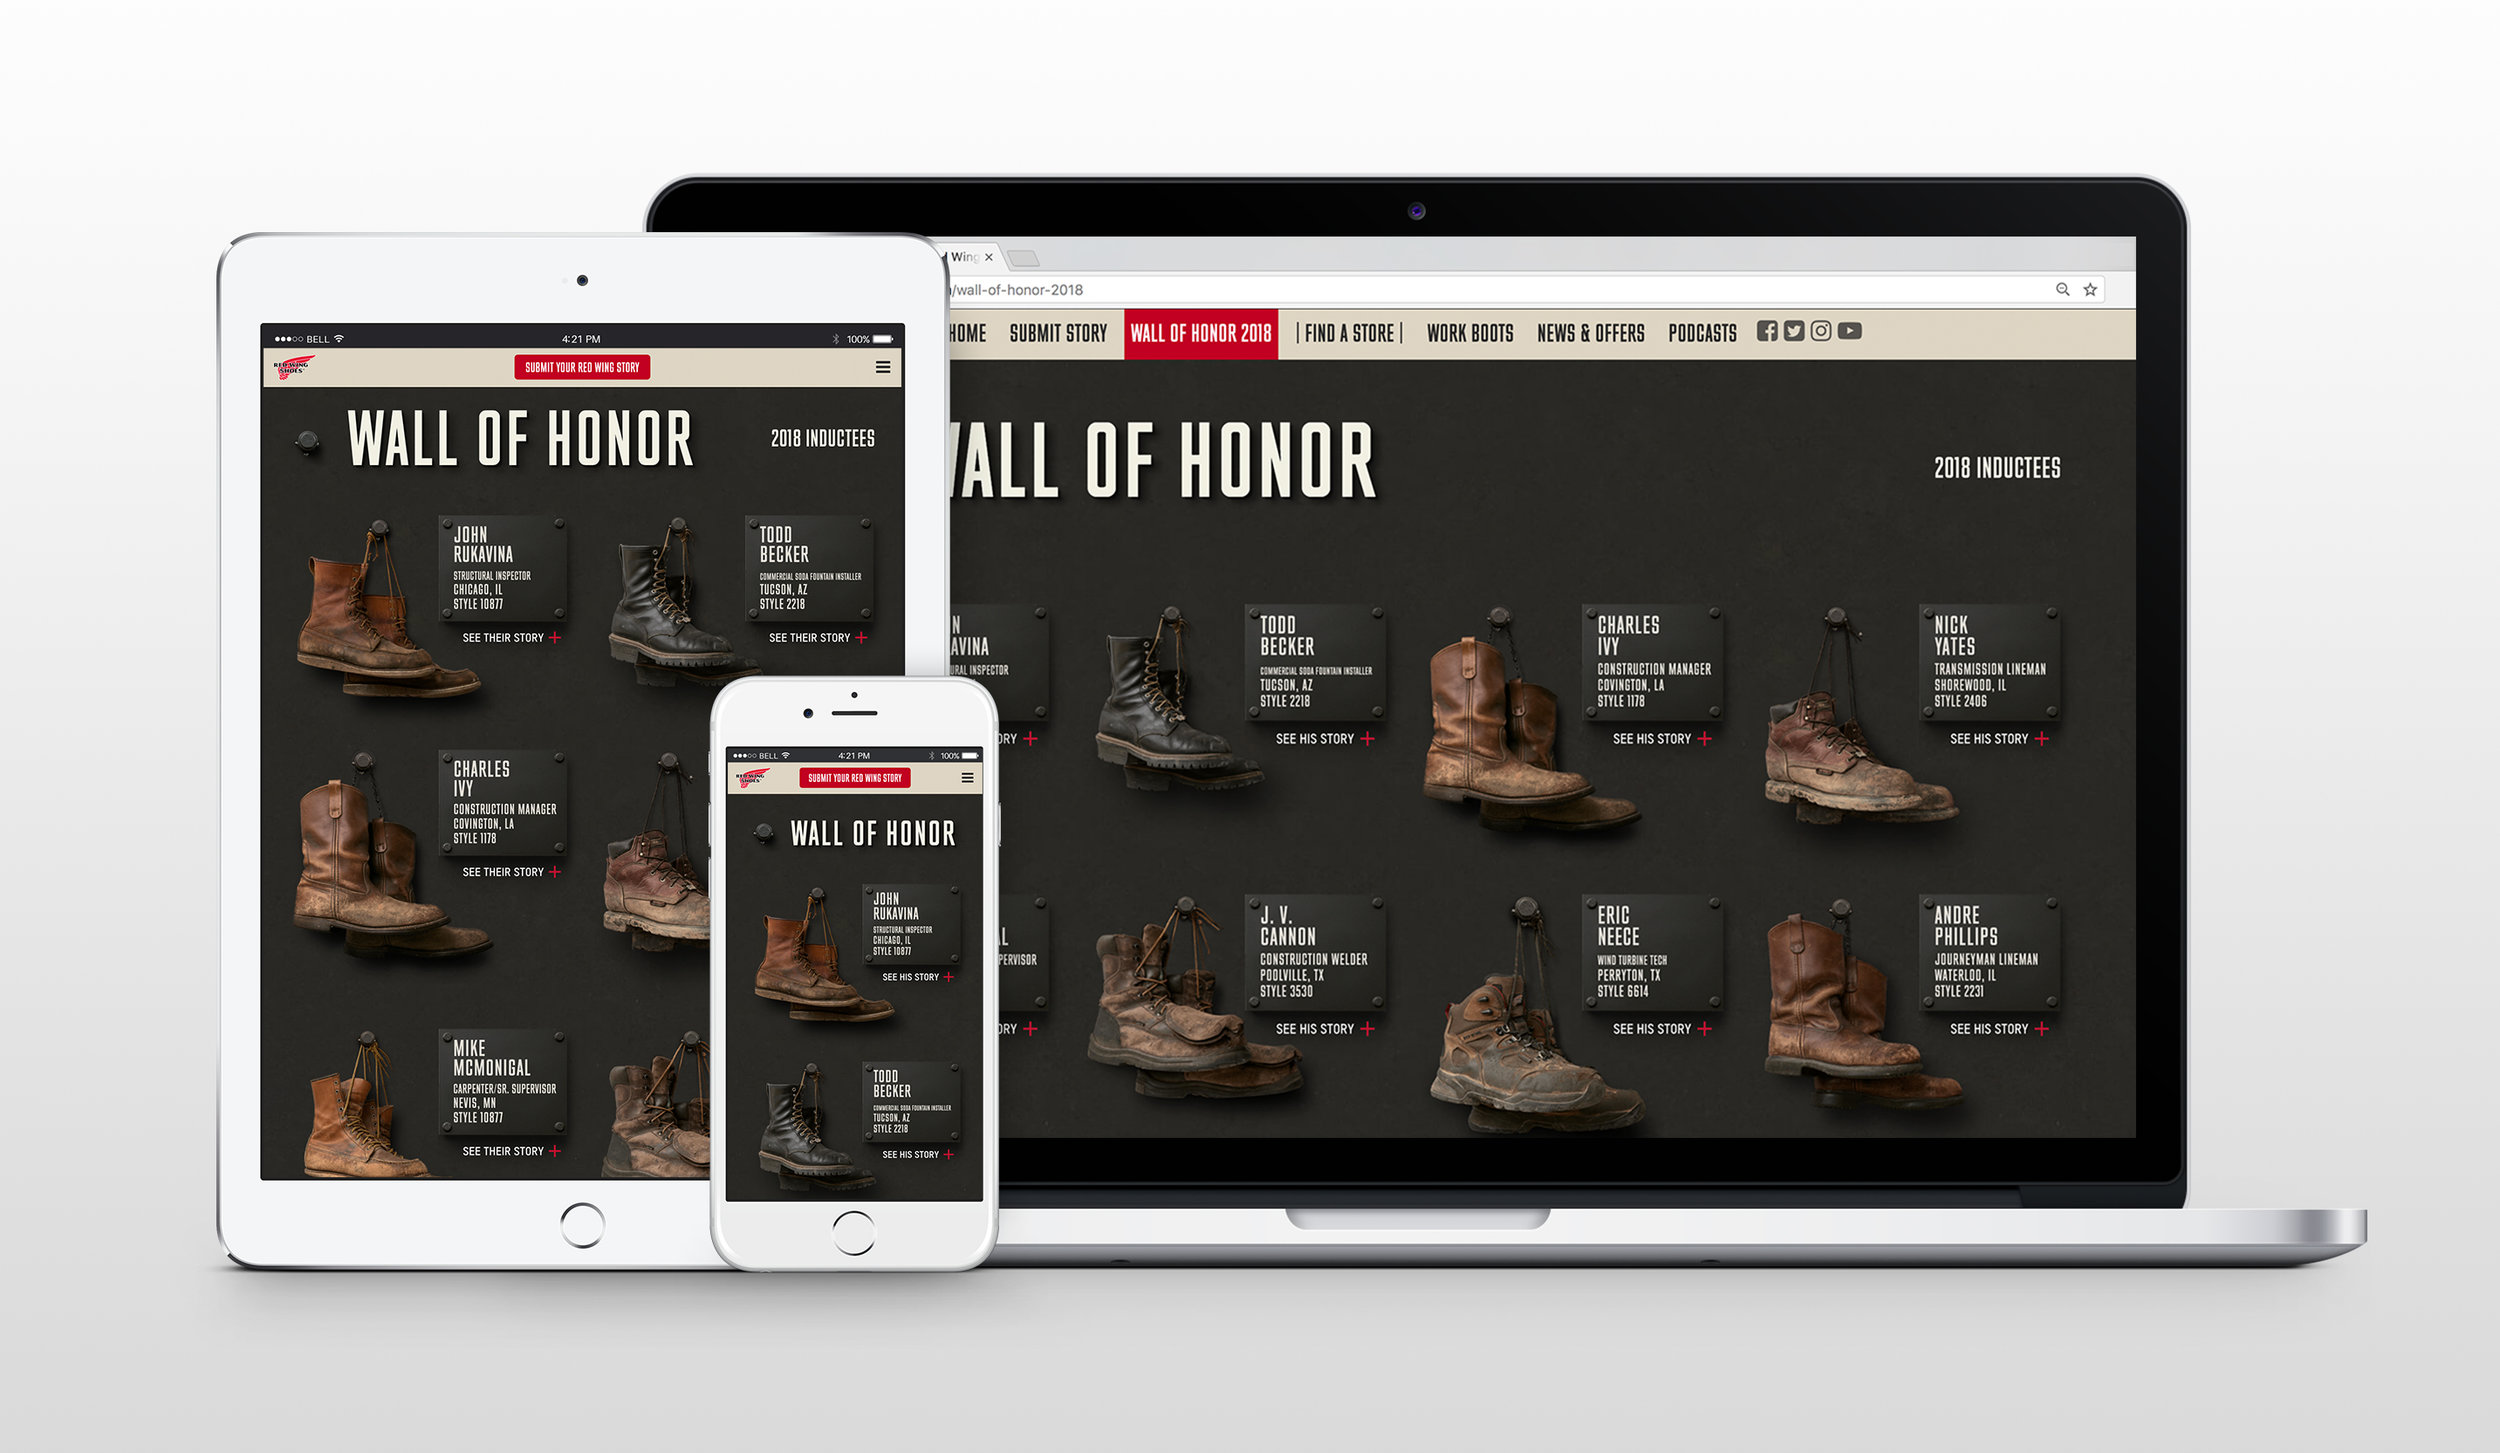 BELL
4:21 PM
100%
RED WING
SHOES
SUBMIT YOUR RED WING STORY
WALL OF HONOR
2018 INDUCTEES
JOHN
RUKAVINA
STRUCTURAL INSPECTOR
CHICAGO, IL
STYLE 10877
SEE THEIR STORY +
TODD
BECKER
COMMERCIAL SODA FOUNTAIN INSTALLER
TUCSON, AZ
STYLE 2218
SEE THEIR STORY +
CHARLES
IVY
CONSTRUCTION MANAGER
COVINGTON, LA
STYLE 1178
SEE THEIR STORY +
MIKE
MCMONIGAL
CARPENTER/SR. SUPERVISOR
NEVIS, MN
STYLE 10877
SEE THEIR STORY +
BELL
4:21 PM
100%
RED WING
SHOES
SUBMIT YOUR RED WING STORY
WALL OF HONOR
JOHN
RUKAVINA
STRUCTURAL INSPECTOR
CHICAGO, IL
STYLE 10877
SEE HIS STORY +
TODD
BECKER
COMMERCIAL SODA FOUNTAIN INSTALLER
TUCSON, AZ
STYLE 2218
SEE HIS STORY +
Wing ×
/wall-of-honor-2018
HOME SUBMIT STORY WALL OF HONOR 2018 | FIND A STORE | WORK BOOTS NEWS & OFFERS PODCASTS
WALL OF HONOR
2018 INDUCTEES
N
AVINA
URAL INSPECTOR
ORY +
TODD
BECKER
COMMERCIAL SODA FOUNTAIN INSTALLER
TUCSON, AZ
STYLE 2218
SEE HIS STORY +
CHARLES
IVY
CONSTRUCTION MANAGER
COVINGTON, LA
STYLE 1178
SEE HIS STORY +
NICK
YATES
TRANSMISSION LINEMAN
SHOREWOOD, IL
STYLE 2406
SEE HIS STORY +
AL
PERVISOR
ORY +
J. V.
CANNON
CONSTRUCTION WELDER
POOLVILLE, TX
STYLE 3530
SEE HIS STORY +
ERIC
NEECE
WIND TURBINE TECH
PERRYTON, TX
STYLE 6614
SEE HIS STORY +
ANDRE
PHILLIPS
JOURNEYMAN LINEMAN
WATERLOO, IL
STYLE 2231
SEE HIS STORY +